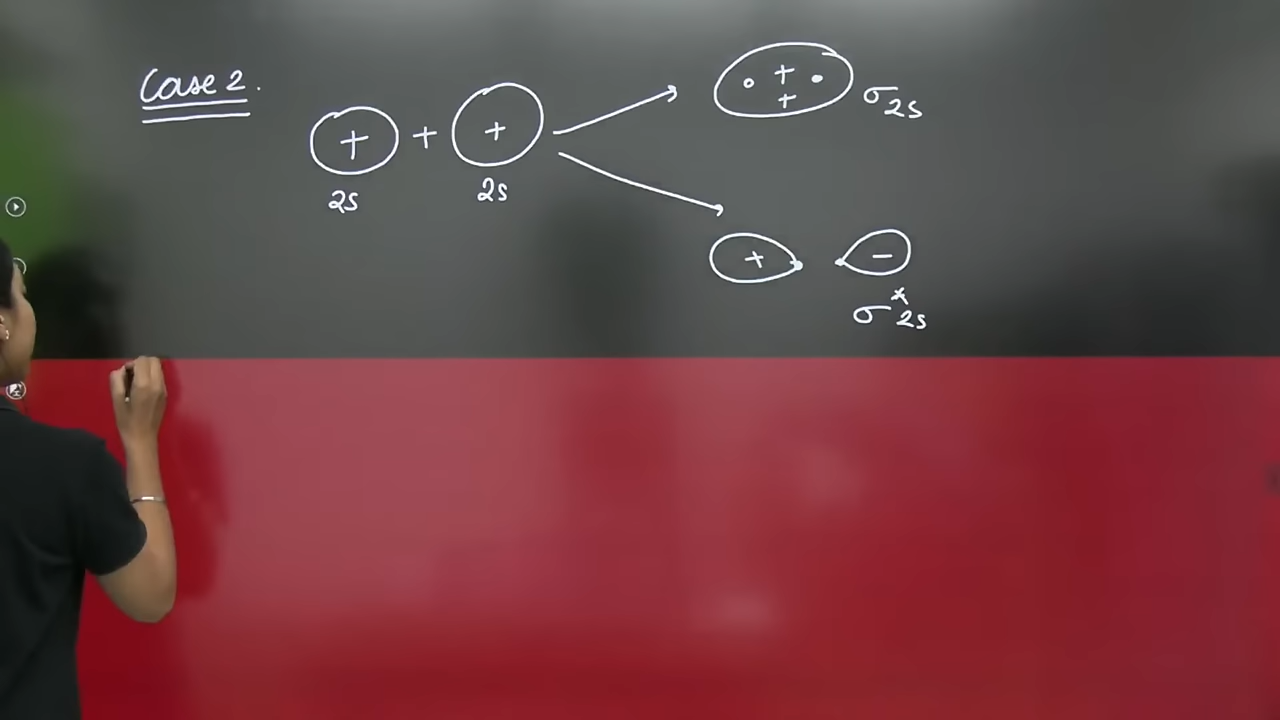 Case 2.
+ + + + +
2s 2s σ2s
+ −
σ*2s